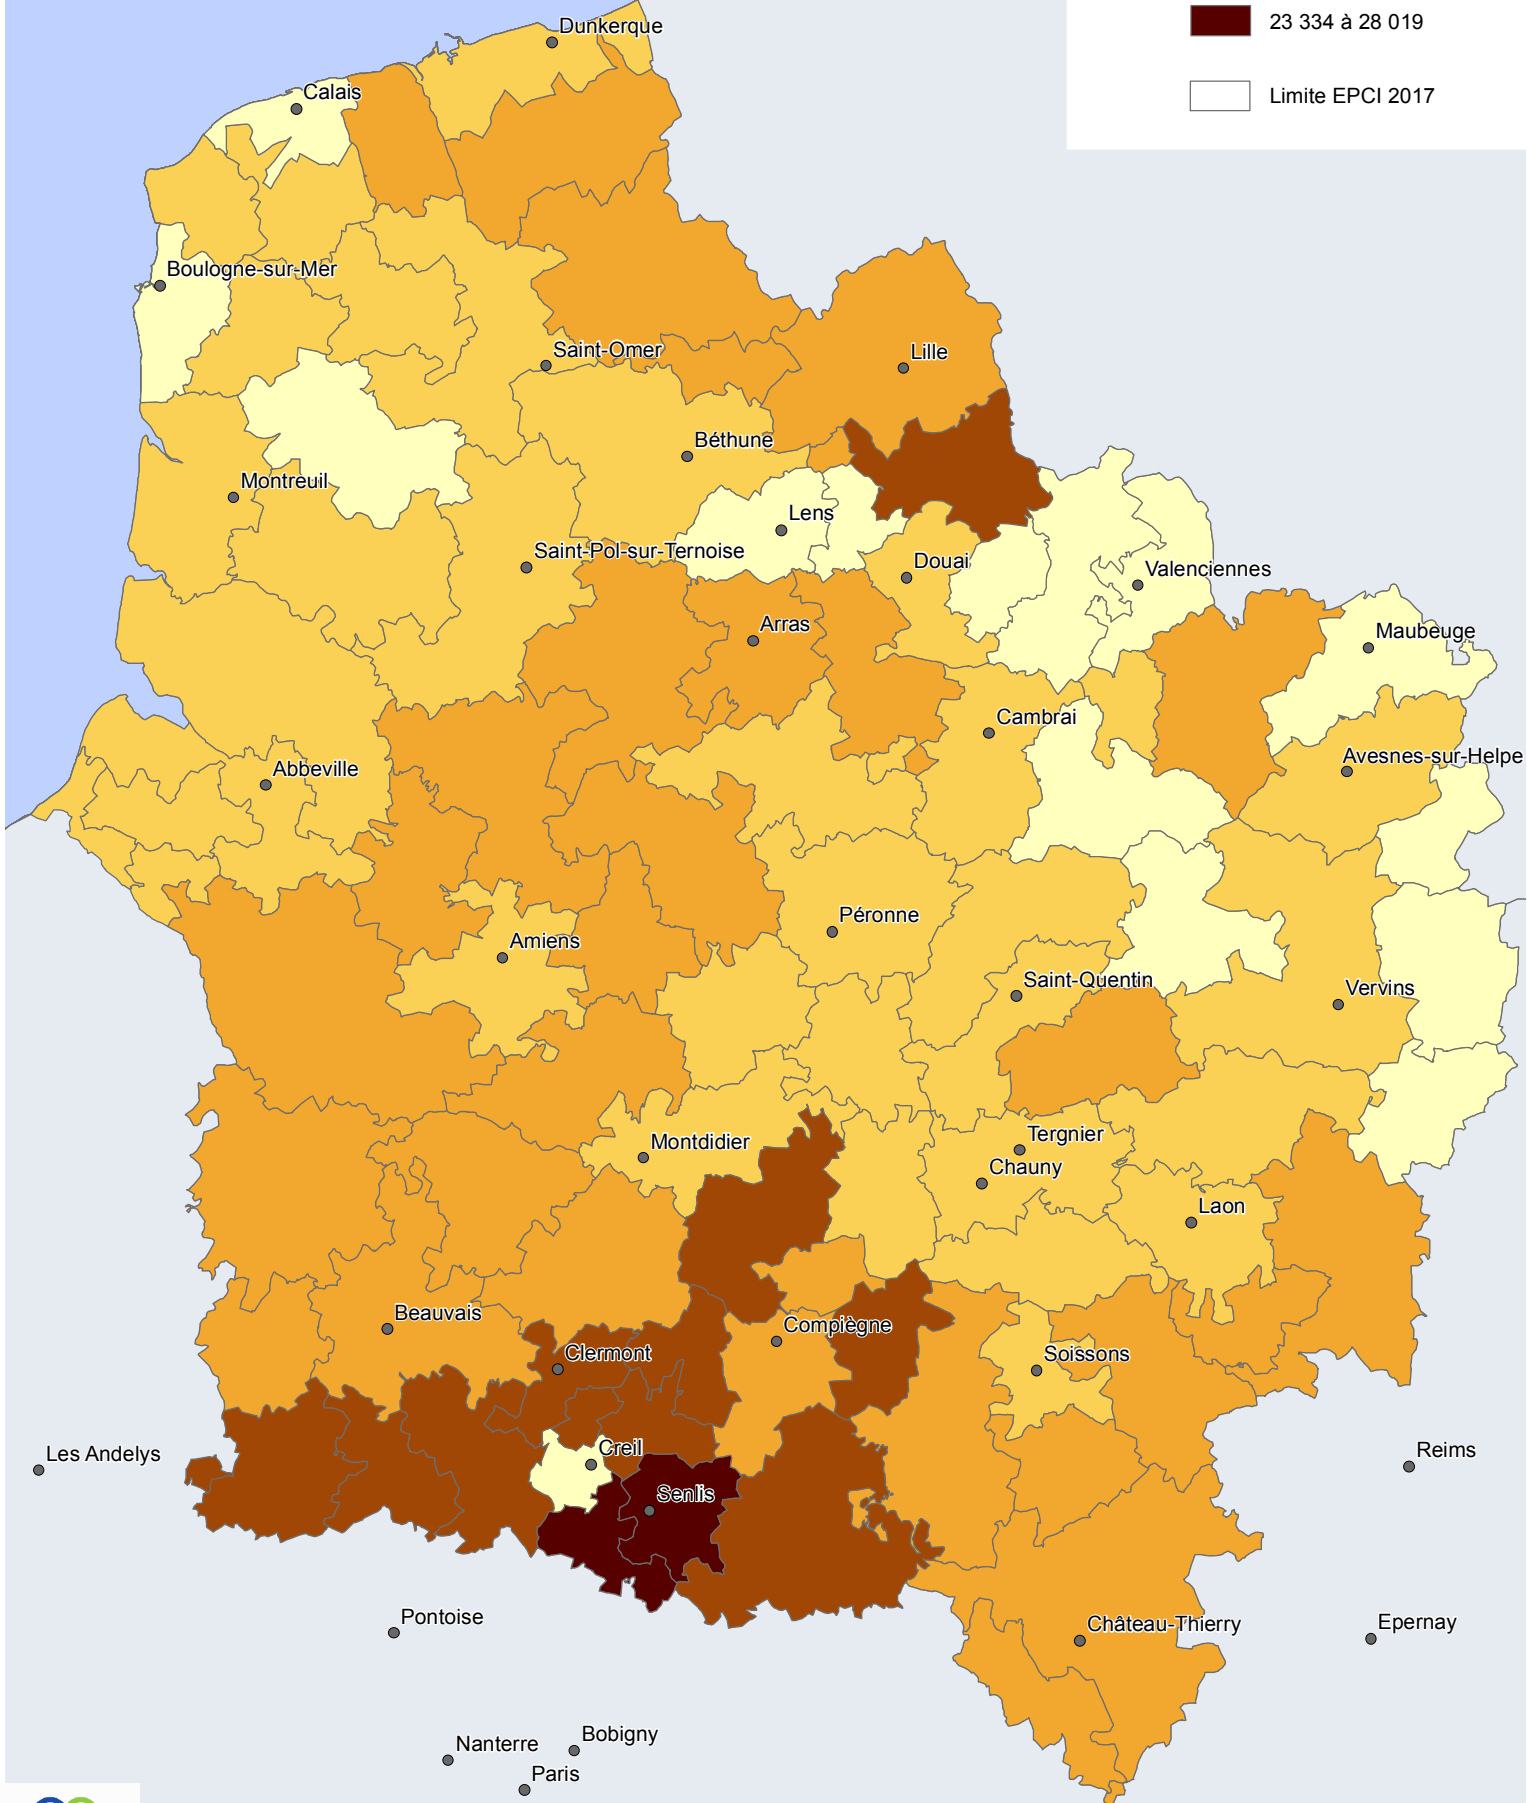 23 334 à 28 019
Dunkerque
Calais
Limite EPCI 2017
Boulogne-sur-Mer
Saint-Omer
Lille
Béthune
Montreuil
Lens
Saint-Pol-sur-Ternoise
Douai
Valenciennes
Arras
Maubeuge
Cambrai
Avesnes-sur-Helpe
Abbeville
Péronne
Amiens
Saint-Quentin
Vervins
Tergnier
Montdidier
Chauny
Laon
Beauvais
Compiègne
Clermont
Soissons
Les Andelys
Creil
Reims
Senlis
Pontoise
Château-Thierry
Epernay
Bobigny
Nanterre
Paris